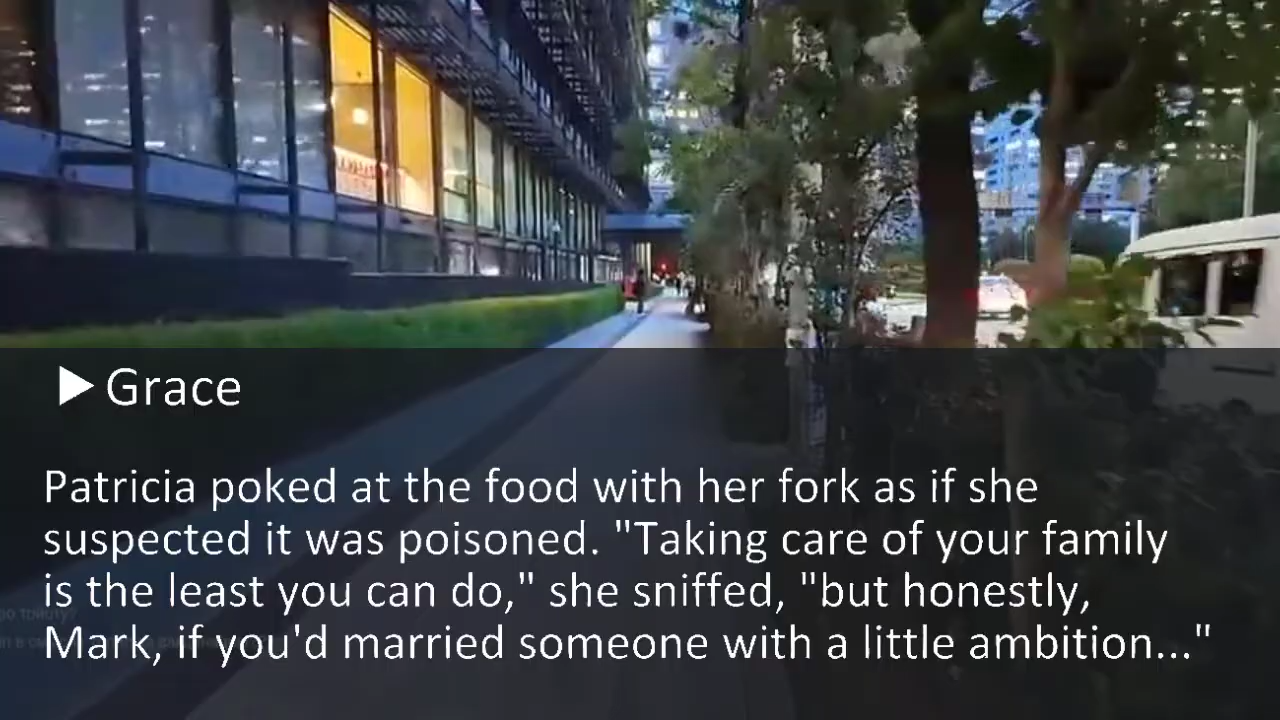 ▶ Grace
Patricia poked at the food with her fork as if she
suspected it was poisoned. "Taking care of your family
is the least you can do," she sniffed, "but honestly,
Mark, if you'd married someone with a little ambition..."